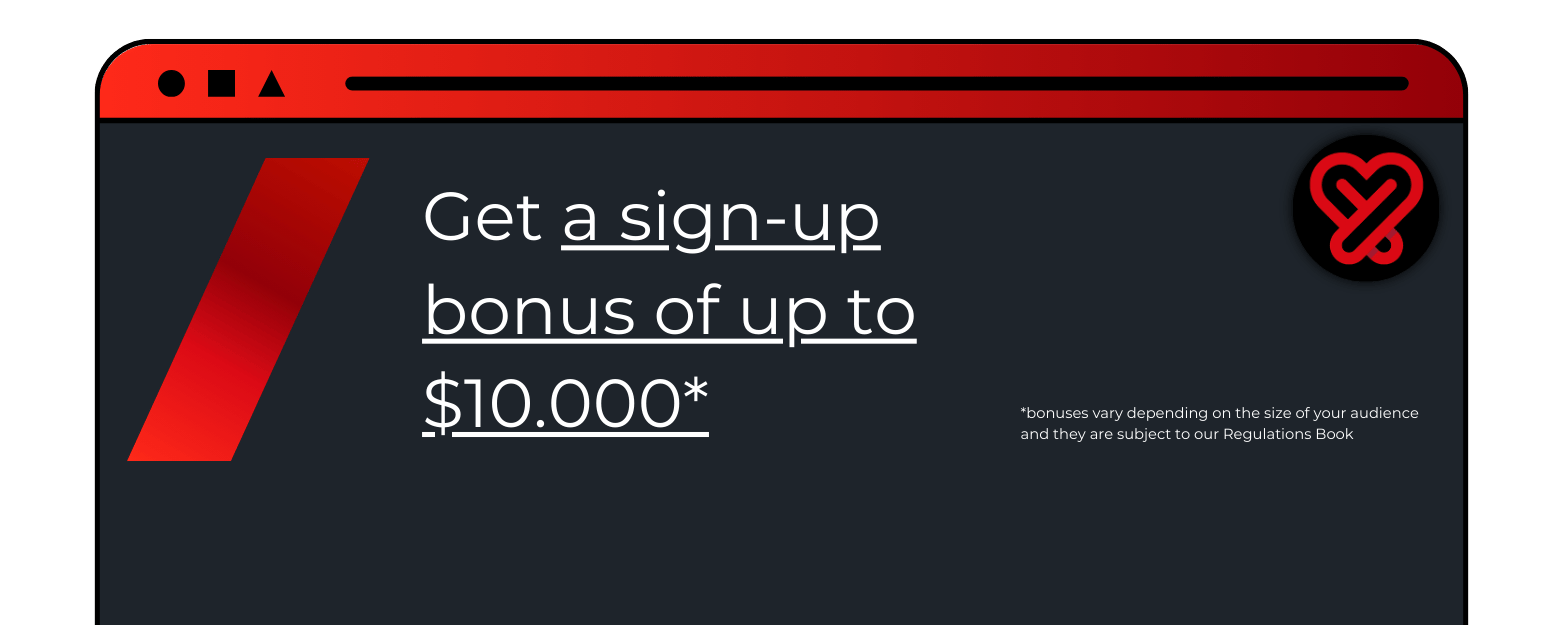 Get a sign-up
bonus of up to
$10.000*
*bonuses vary depending on the size of your audience
and they are subject to our Regulations Book